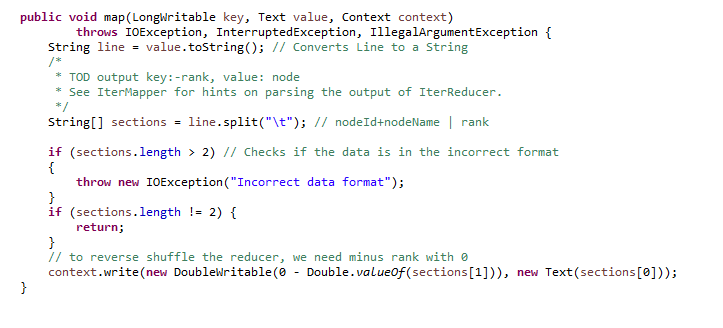 public void map(LongWritable key, Text value, Context context)
        throws IOException, InterruptedException, IllegalArgumentException {
    String line = value.toString(); // Converts Line to a String
    /*
     * TOD output key:-rank, value: node
     * See IterMapper for hints on parsing the output of IterReducer.
     */
    String[] sections = line.split("\t"); // nodeId+nodeName | rank

    if (sections.length > 2) // Checks if the data is in the incorrect format
    {
        throw new IOException("Incorrect data format");
    }
    if (sections.length != 2) {
        return;
    }
    // to reverse shuffle the reducer, we need minus rank with 0
    context.write(new DoubleWritable(0 - Double.valueOf(sections[1])), new Text(sections[0]));
}